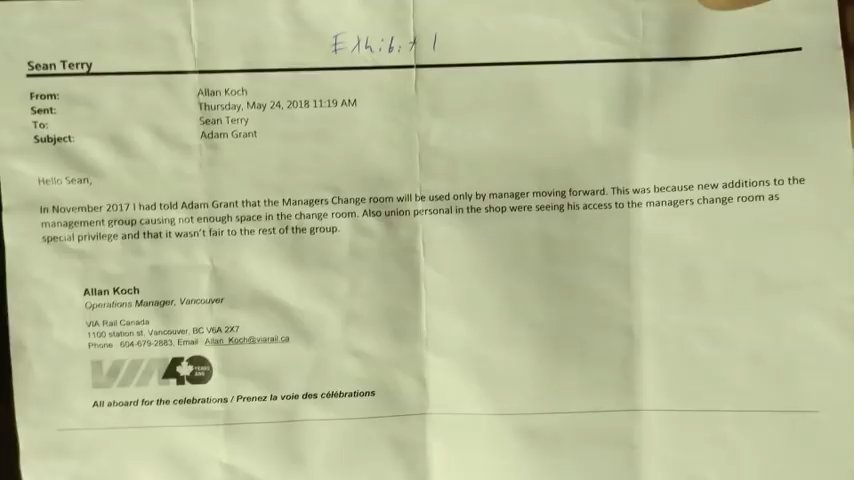 Exhibit 1
Sean Terry
From: Allan Koch
Sent: Thursday, May 24, 2018 11:19 AM
To: Sean Terry
Subject: Adam Grant
Hello Sean,
In November 2017 I had told Adam Grant that the Managers Change room will be used only by manager moving forward. This was because new additions to the
management group causing not enough space in the change room. Also union personal in the shop were seeing his access to the managers change room as
special privilege and that it wasn't fair to the rest of the group.
Allan Koch
Operations Manager, Vancouver
VIA Rail Canada
1100 station st, Vancouver, BC V6A 2X7
Phone 604-679-2883, Email Allan_Koch@viarail.ca
VIA 40 YEARS ANS
All aboard for the celebrations / Prenez la voie des célébrations